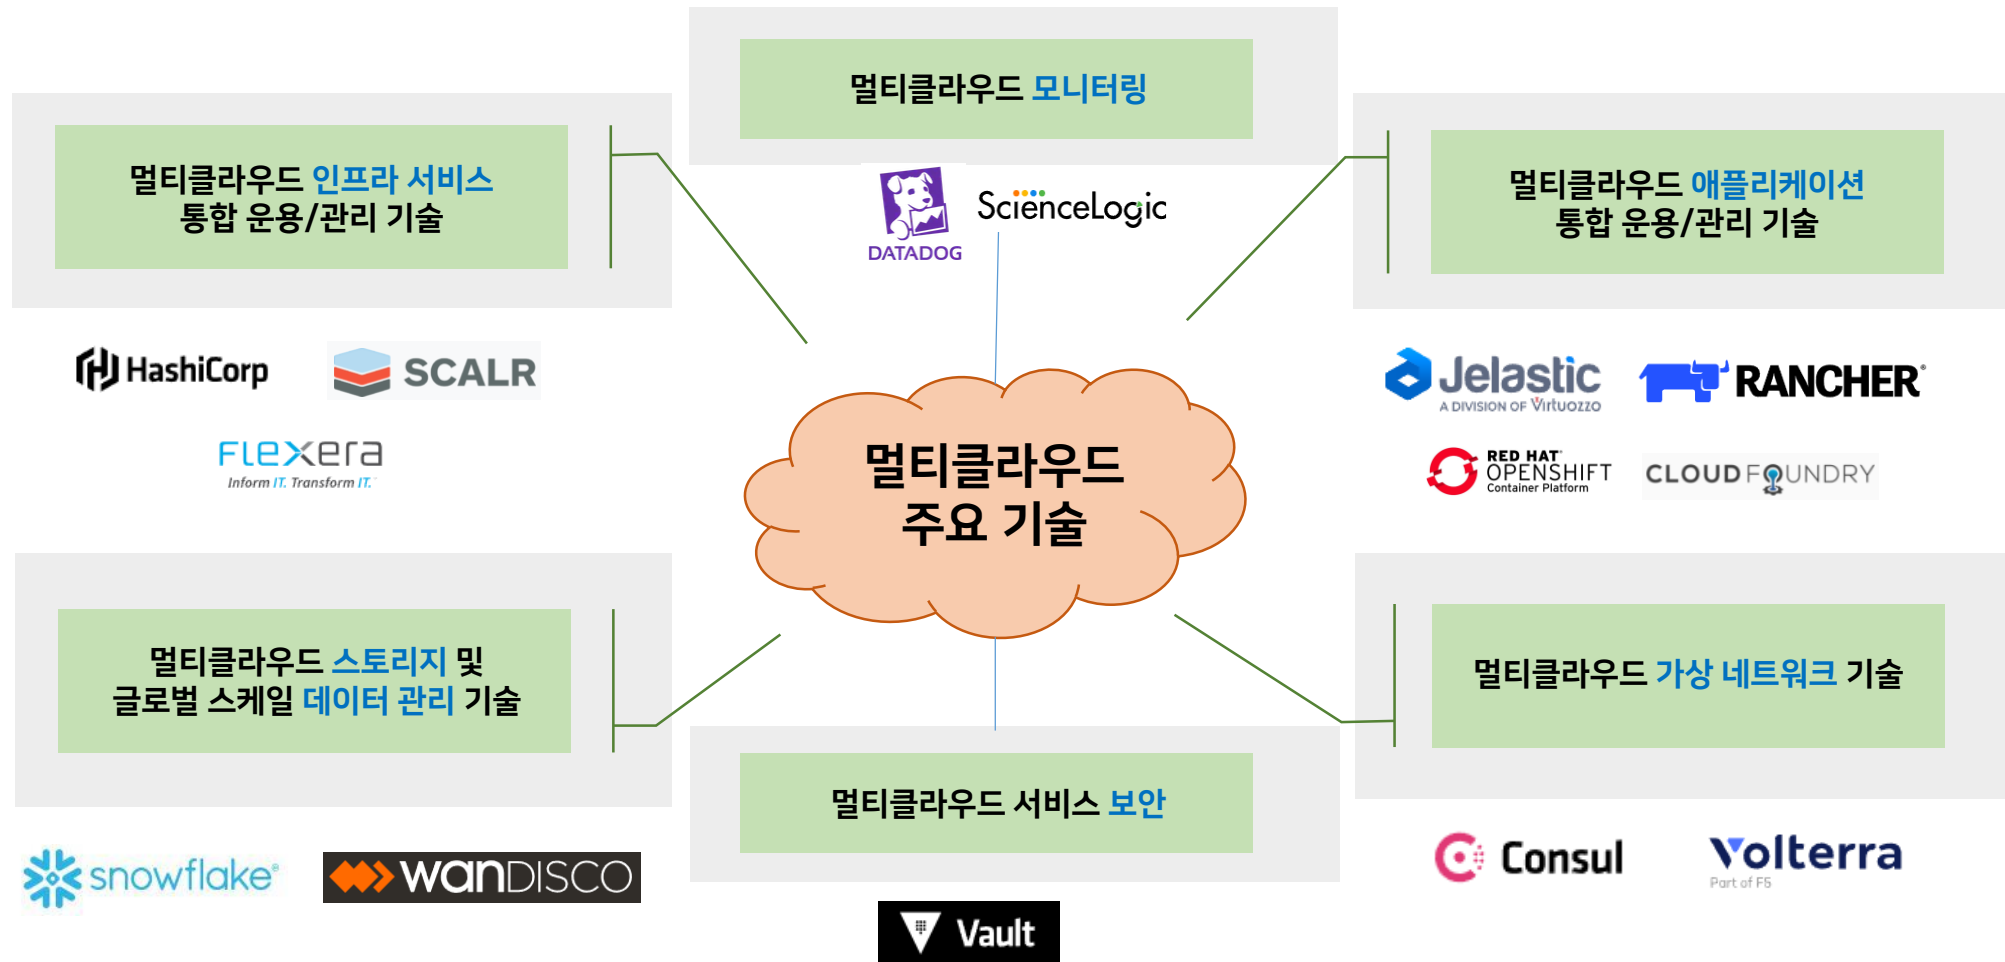 멀티클라우드 모니터링
DATADOG
ScienceLogic
멀티클라우드 인프라 서비스
통합 운용/관리 기술
HashiCorp
SCALR
Flexera
Inform IT. Transform IT.
멀티클라우드 애플리케이션
통합 운용/관리 기술
Jelastic
A DIVISION OF Virtuozzo
RANCHER®
RED HAT
OPENSHIFT
Container Platform
CLOUD FOUNDRY
멀티클라우드
주요 기술
멀티클라우드 스토리지 및
글로벌 스케일 데이터 관리 기술
snowflake®
WANDISCO
멀티클라우드 서비스 보안
Vault
멀티클라우드 가상 네트워크 기술
Consul
Volterra
Part of F5